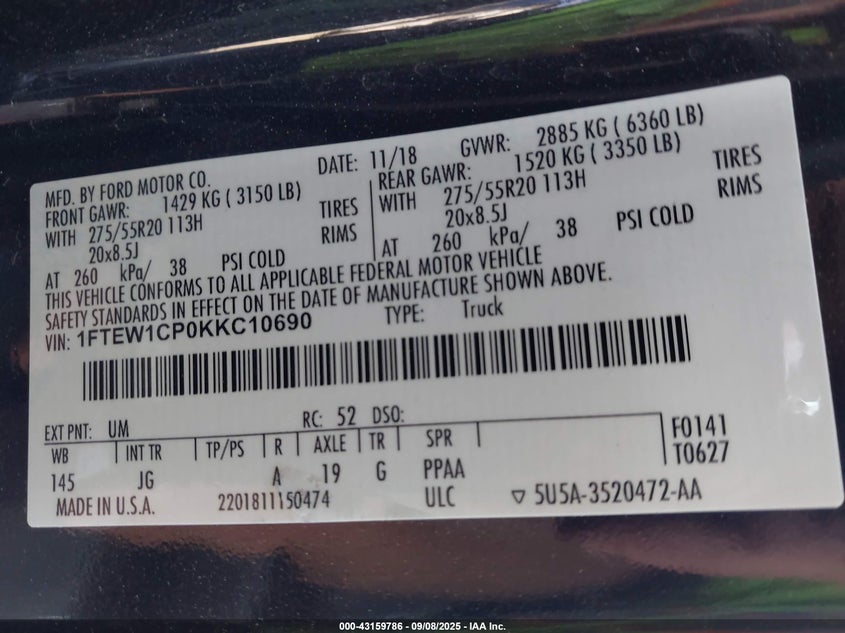 MFD. BY FORD MOTOR CO.
DATE: 11/18
GVWR: 2885 KG ( 6360 LB)
FRONT GAWR: 1429 KG ( 3150 LB)
REAR GAWR: 1520 KG ( 3350 LB)
WITH 275/55R20 113H TIRES
WITH 275/55R20 113H TIRES
20x8.5J RIMS
20x8.5J RIMS
AT 260 kPa/ 38 PSI COLD
AT 260 kPa/ 38 PSI COLD
THIS VEHICLE CONFORMS TO ALL APPLICABLE FEDERAL MOTOR VEHICLE
SAFETY STANDARDS IN EFFECT ON THE DATE OF MANUFACTURE SHOWN ABOVE.
VIN: 1FTEW1CP0KKC10690
TYPE: Truck
EXT PNT: UM RC: 52 DSO:
WB INT TR TP/PS R AXLE TR SPR
145 JG A 19 G PPAA
F0141
T0627
MADE IN U.S.A. 2201811150474 ULC ▽ 5U5A-3520472-AA
000-43159786 - 09/08/2025 - IAA Inc.